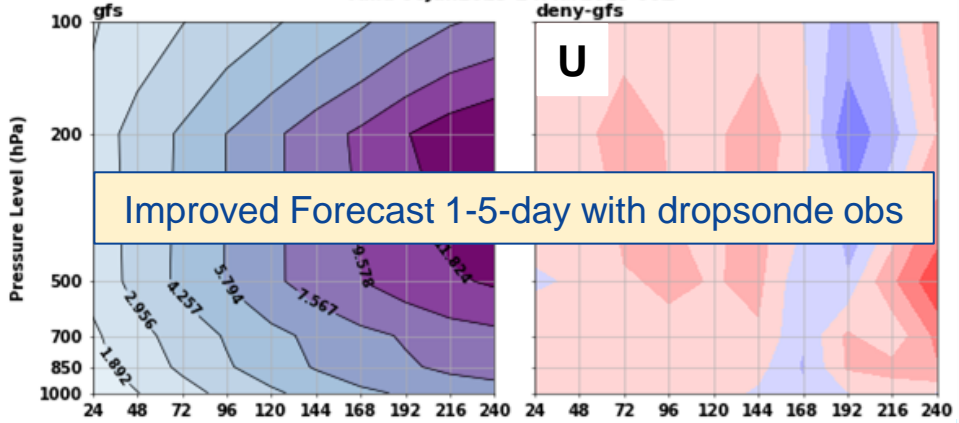 gfs
deny-gfs
Pressure Level (hPa)
100
200
500
700
850
1000
U
Improved Forecast 1-5-day with dropsonde obs
1.892
2.956
4.257
5.794
7.567
9.578
11.824
24 48 72 96 120 144 168 192 216 240
24 48 72 96 120 144 168 192 216 240